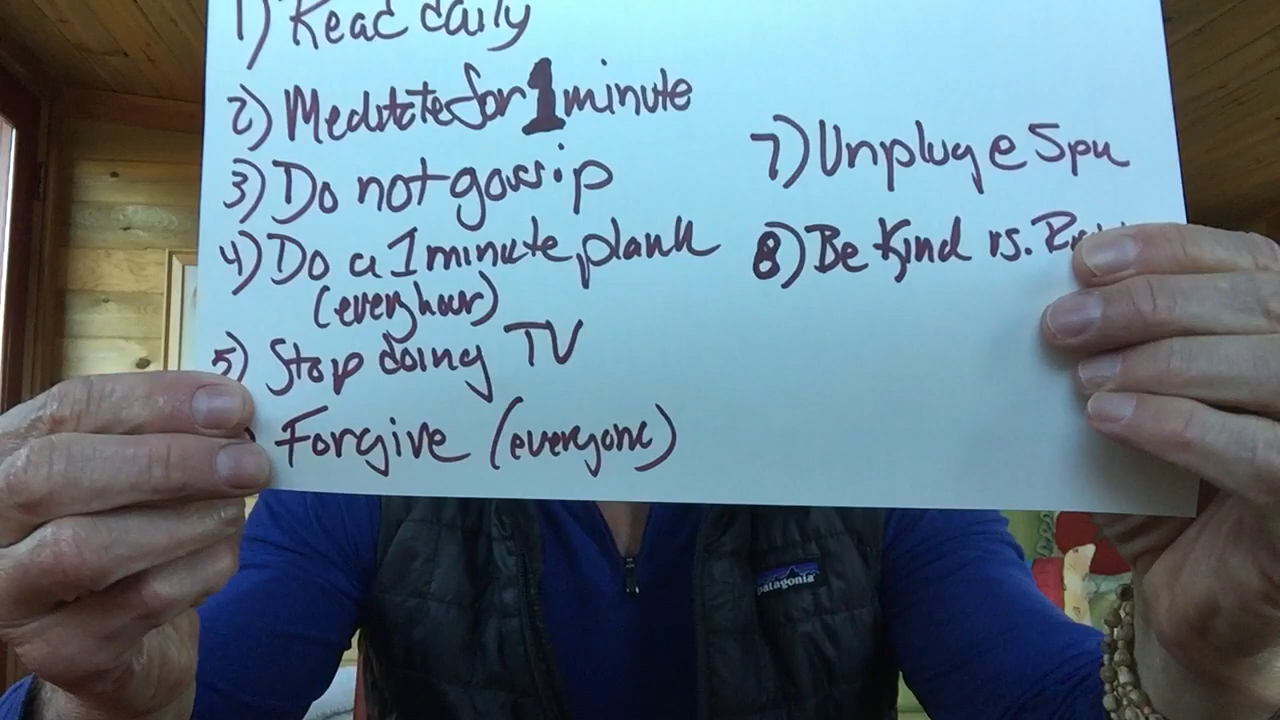 1) Read daily
2) Meditate for 1 minute
3) Do not gossip
4) Do a 1 minute plank
(every hour)
5) Stop doing TV
Forgive (everyone)
7) Unplug e 5pm
8) Be Kind vs.
patagonia